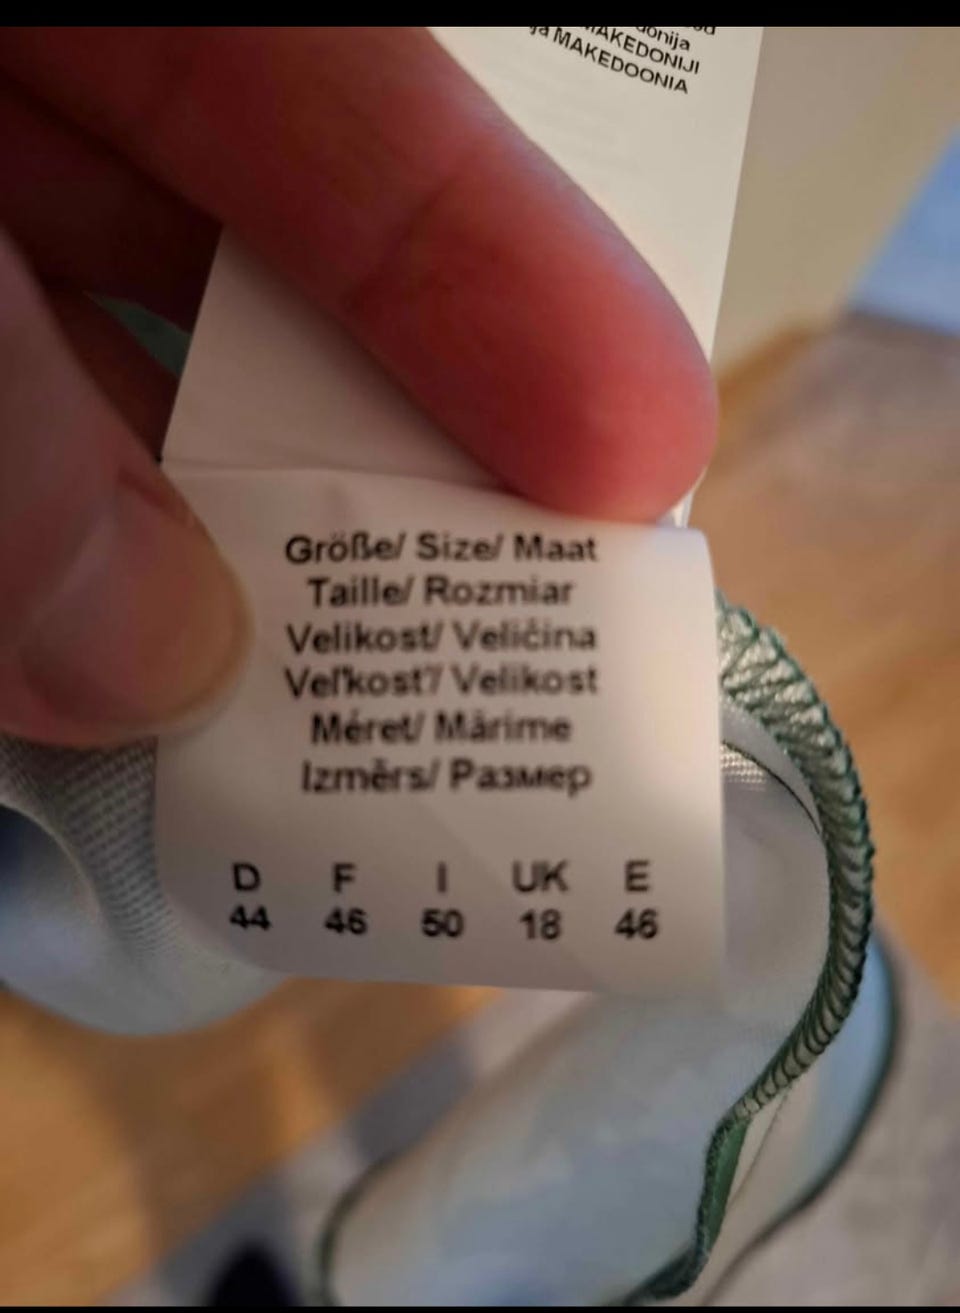 MAKEDONIJI
MAKEDOONIA
Größe/ Size/ Maat
Taille/ Rozmiar
Velikost/ Veličina
Veľkosť/ Velikost
Méret/ Mărime
Izmērs/ Размер
D F I UK E
44 46 50 18 46